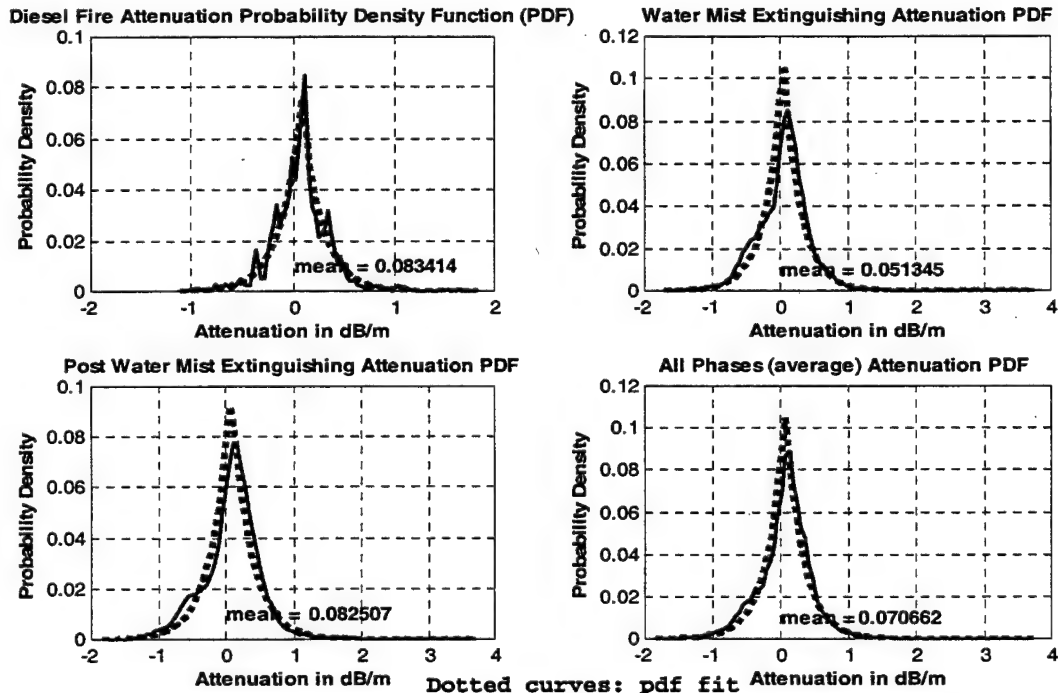 Diesel Fire Attenuation Probability Density Function (PDF)
0.1
0.08
0.06
0.04
0.02
0
Probability Density
mean = 0.083414
-2 -1 0 1 2
Attenuation in dB/m
Water Mist Extinguishing Attenuation PDF
0.12
0.1
0.08
0.06
0.04
0.02
0
Probability Density
mean = 0.051345
-2 -1 0 1 2 3 4
Attenuation in dB/m
Post Water Mist Extinguishing Attenuation PDF
0.1
0.08
0.06
0.04
0.02
0
Probability Density
mean = 0.082507
-2 -1 0 1 2 3 4
Attenuation in dB/m
All Phases (average) Attenuation PDF
0.12
0.1
0.08
0.06
0.04
0.02
0
Probability Density
mean = 0.070662
-2 -1 0 1 2 3 4
Attenuation in dB/m
Dotted curves: pdf fit